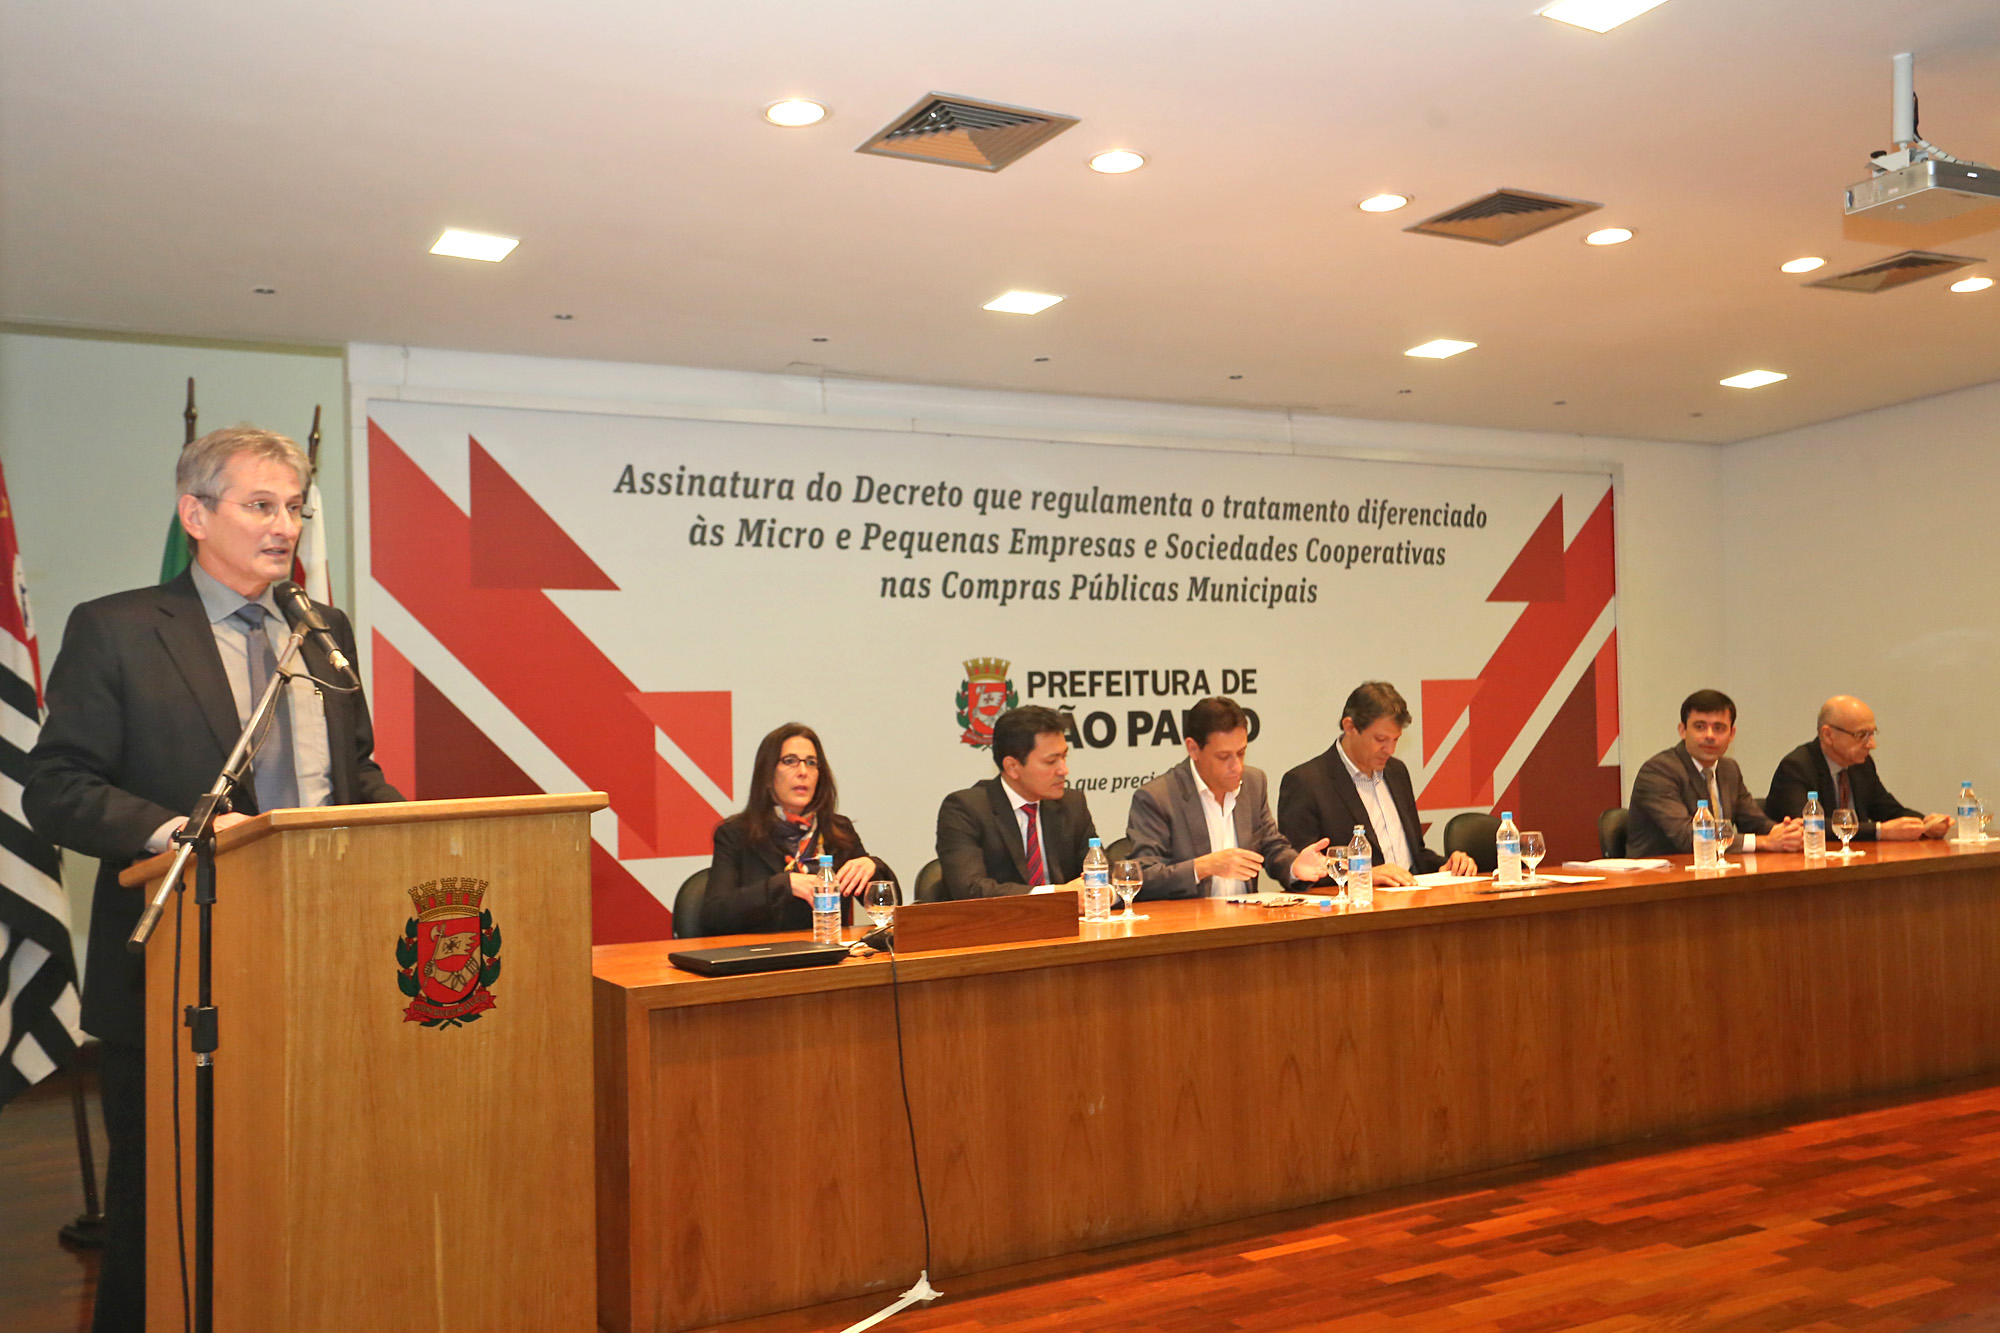 Assinatura do Decreto que regulamenta o tratamento diferenciado
às Micro e Pequenas Empresas e Sociedades Cooperativas
nas Compras Públicas Municipais
PREFEITURA DE
que